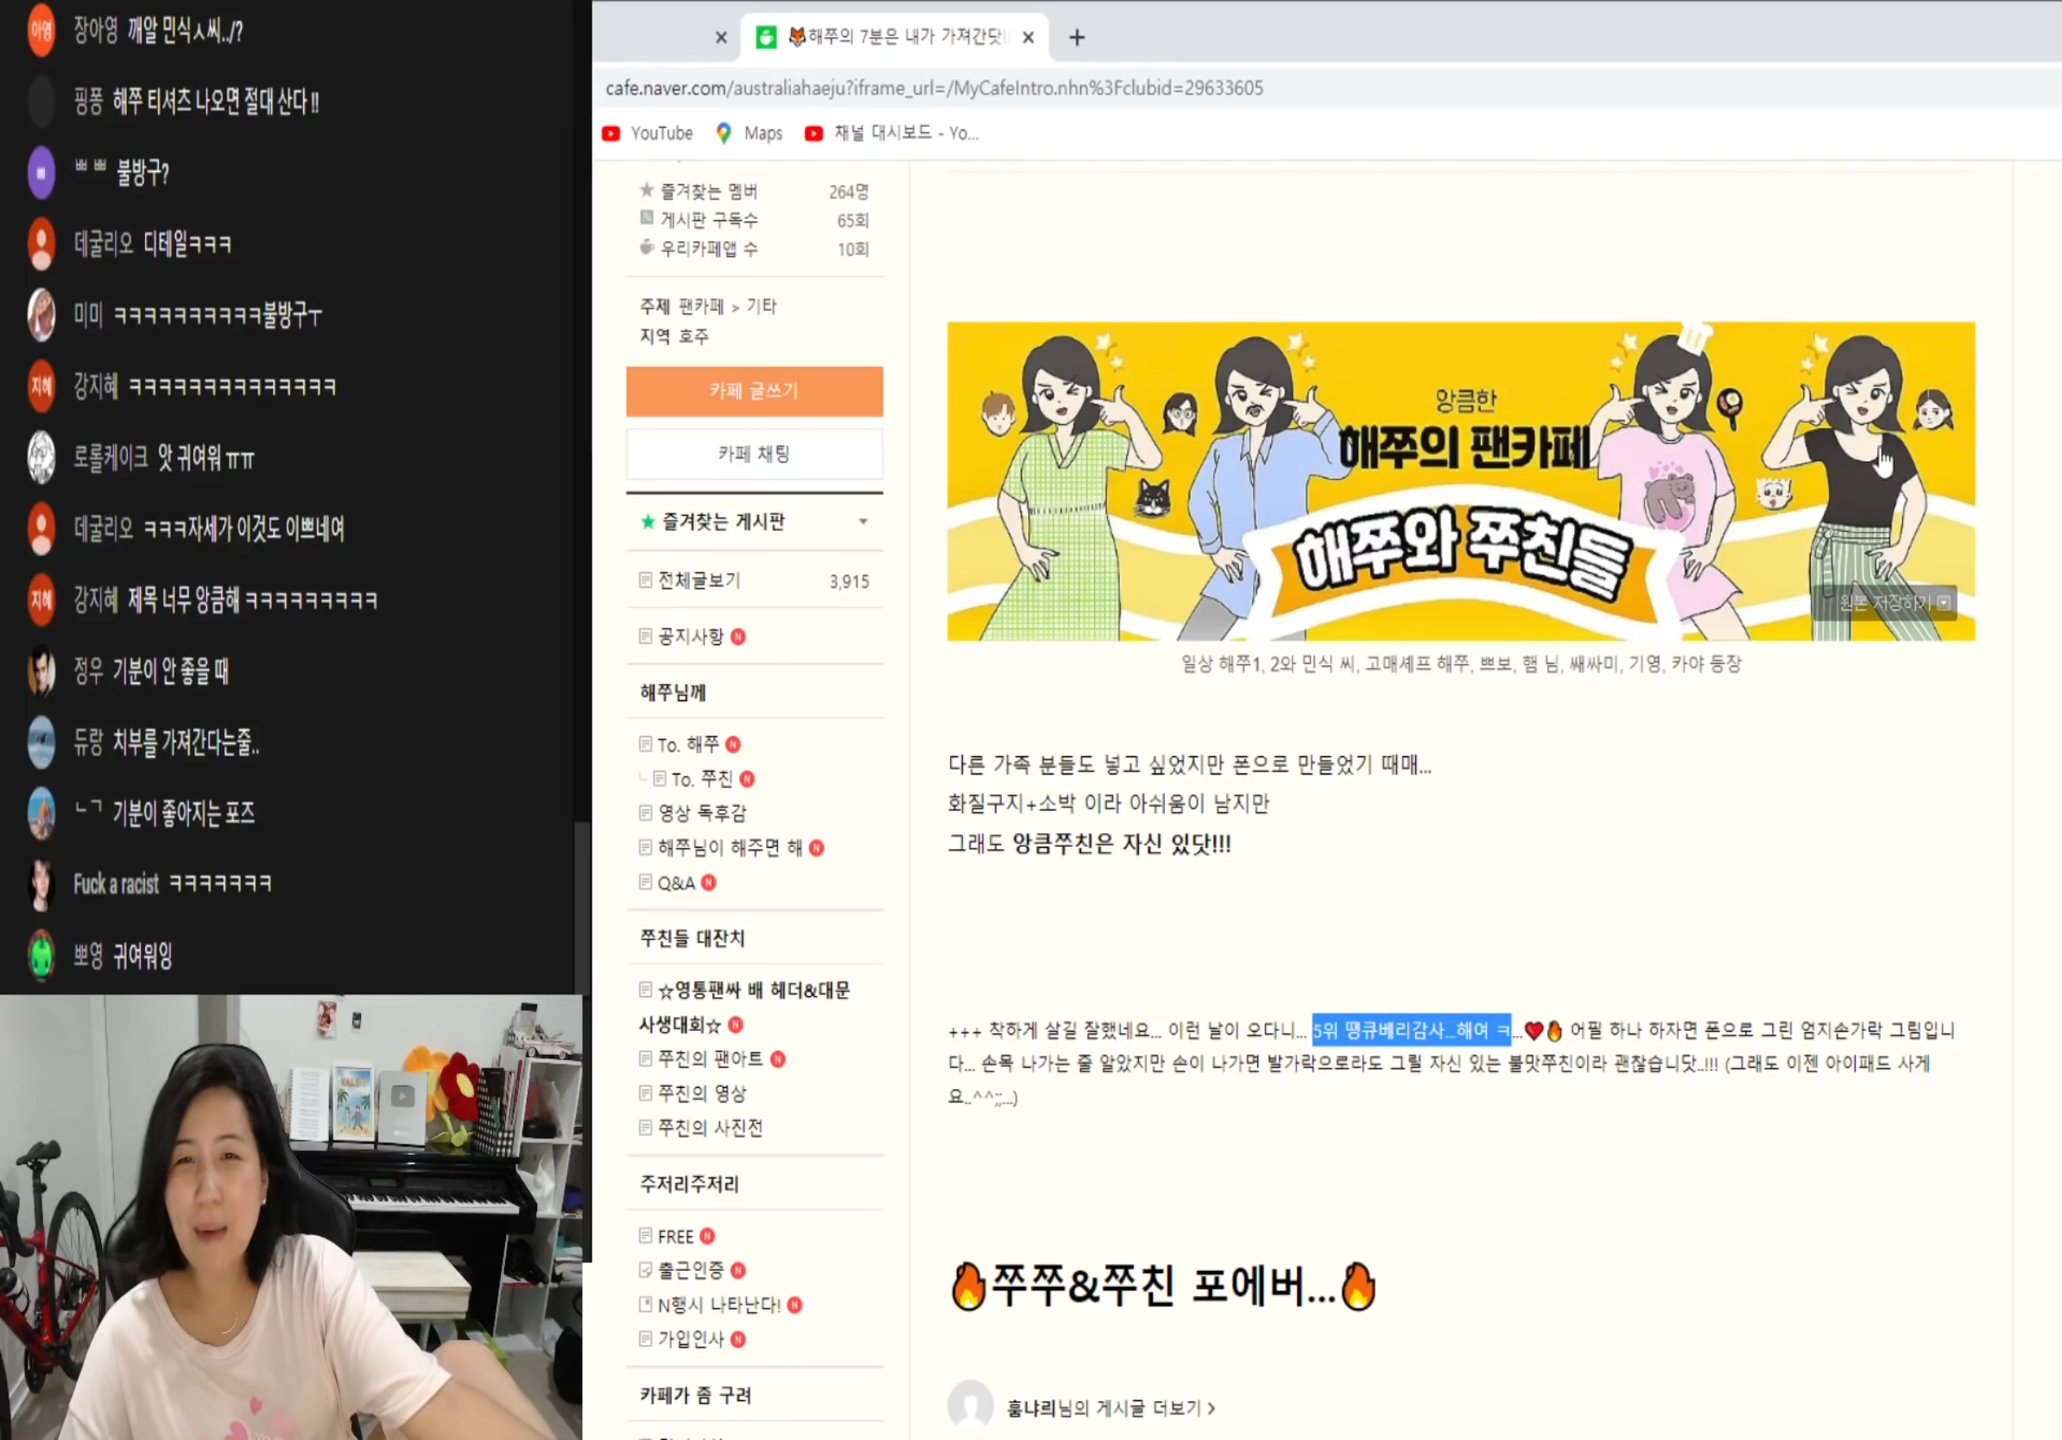 장아영 깨알 민식ㅅ씨../?
핑퐁 해쭈 티셔츠 나오면 절대 산다 !!
ㅃ ㅃ 불방구?
데굴리오 디테일ㅋㅋㅋ
미미 ㅋㅋㅋㅋㅋㅋㅋㅋㅋㅋ불방구ㅜ
강지혜 ㅋㅋㅋㅋㅋㅋㅋㅋㅋㅋㅋㅋㅋㅋ
로롤케이크 앗 귀여워 ㅠㅠ
데굴리오 ㅋㅋㅋ자세가 이것도 이쁘네여
강지혜 제목 너무 앙큼해 ㅋㅋㅋㅋㅋㅋㅋㅋㅋ
정우 기분이 안 좋을 때
듀랑 치부를 가져간다는줄..
ㄴㄱ 기분이 좋아지는 포즈
Fuck a racist ㅋㅋㅋㅋㅋㅋㅋ
뽀영 귀여워잉
아영
ㅃ
지혜
지혜
🦊해쭈의 7분은 내가 가져간닷!
cafe.naver.com/australiahaeju?iframe_url=/MyCafeIntro.nhn%3Fclubid=29633605
YouTube Maps 채널 대시보드 - Yo...
즐겨찾는 멤버 264명
게시판 구독수 65회
우리카페앱 수 10회
주제 팬카페 > 기타
지역 호주
카페 글쓰기
카페 채팅
즐겨찾는 게시판
전체글보기 3,915
공지사항 N
해쭈님께
To. 해쭈 N
To. 쭈친 N
영상 독후감
해쭈님이 해주면 해 N
Q&A N
쭈친들 대잔치
☆영통팬싸 배 헤더&대문
사생대회☆ N
쭈친의 팬아트 N
쭈친의 영상
쭈친의 사진전
주저리주저리
FREE N
출근인증 N
N행시 나타난다! N
가입인사 N
카페가 좀 구려
앙큼한
해쭈의 팬카페
해쭈와 쭈친들
원본 저장하기
일상 해쭈1, 2와 민식 씨, 고매셰프 해쭈, 쁘보, 햄 님, 쌔싸미, 기영, 카야 등장
다른 가족 분들도 넣고 싶었지만 폰으로 만들었기 때매...
화질구지+소박 이라 아쉬움이 남지만
그래도 앙큼쭈친은 자신 있닷!!!
+++ 착하게 살길 잘했네요... 이런 날이 오다니... 5위 땡큐베리감사...해여 ㅋ...❤🔥 어필 하나 하자면 폰으로 그린 엄지손가락 그림입니
다... 손목 나가는 줄 알았지만 손이 나가면 발가락으로라도 그릴 자신 있는 불맛쭈친이라 괜찮습니닷..!!! (그래도 이젠 아이패드 사게
요..^^;;...)
🔥쭈쭈&쭈친 포에버...🔥
훔냐리님의 게시글 더보기 >